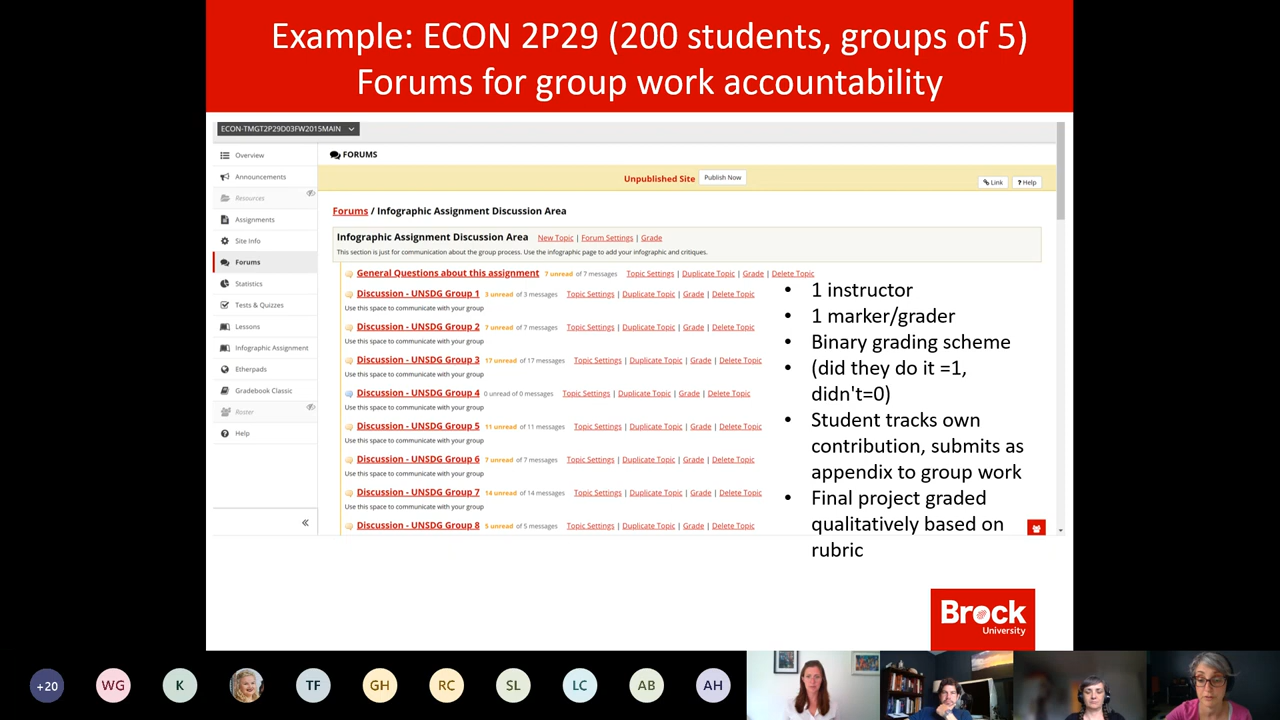 Example: ECON 2P29 (200 students, groups of 5)
Forums for group work accountability
ECON-TMGT2P29D03FW2015MAIN
Overview
Announcements
Resources
Assignments
Site Info
Forums
Statistics
Tests & Quizzes
Lessons
Infographic Assignment
Etherpads
Gradebook Classic
Roster
Help
«
FORUMS
Unpublished Site Publish Now
Link ? Help
Forums / Infographic Assignment Discussion Area
Infographic Assignment Discussion Area New Topic | Forum Settings | Grade
This section is just for communication about the group process. Use the infographic page to add your infographic and critiques.
General Questions about this assignment 7 unread of 7 messages Topic Settings | Duplicate Topic | Grade | Delete Topic
Discussion - UNSDG Group 1 3 unread of 3 messages Topic Settings | Duplicate Topic | Grade | Delete Topic
Use this space to communicate with your group
Discussion - UNSDG Group 2 7 unread of 7 messages Topic Settings | Duplicate Topic | Grade | Delete Topic
Use this space to communicate with your group
Discussion - UNSDG Group 3 17 unread of 17 messages Topic Settings | Duplicate Topic | Grade | Delete Topic
Use this space to communicate with your group
Discussion - UNSDG Group 4 0 unread of 0 messages Topic Settings | Duplicate Topic | Grade | Delete Topic
Use this space to communicate with your group
Discussion - UNSDG Group 5 11 unread of 11 messages Topic Settings | Duplicate Topic | Grade | Delete Topic
Use this space to communicate with your group
Discussion - UNSDG Group 6 7 unread of 7 messages Topic Settings | Duplicate Topic | Grade | Delete Topic
Use this space to communicate with your group
Discussion - UNSDG Group 7 14 unread of 14 messages Topic Settings | Duplicate Topic | Grade | Delete Topic
Use this space to communicate with your group
Discussion - UNSDG Group 8 5 unread of 5 messages Topic Settings | Duplicate Topic | Grade | Delete Topic
• 1 instructor
• 1 marker/grader
• Binary grading scheme
• (did they do it =1,
didn't=0)
• Student tracks own
contribution, submits as
appendix to group work
• Final project graded
qualitatively based on
rubric
Brock
University
+20 WG K TF GH RC SL LC AB AH